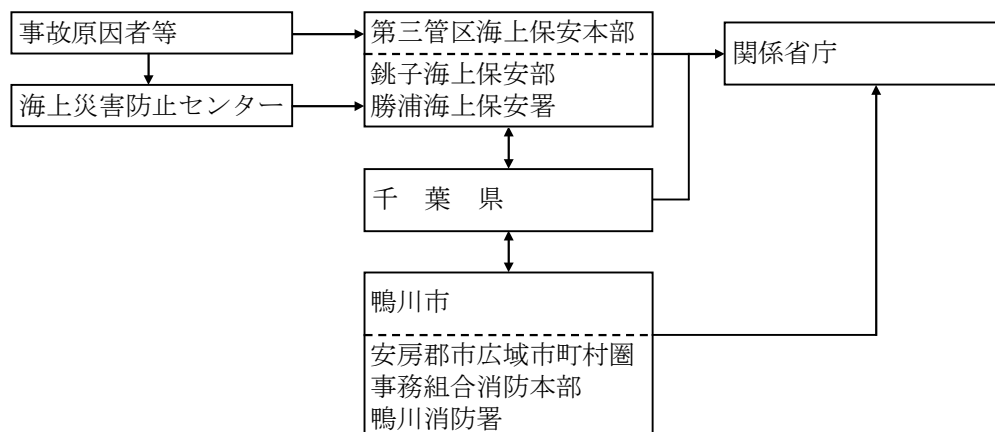 事故原因者等
海上災害防止センター
第三管区海上保安本部
銚子海上保安部
勝浦海上保安署
関係省庁
千　葉　県
鴨川市
安房郡市広域市町村圏
事務組合消防本部
鴨川消防署